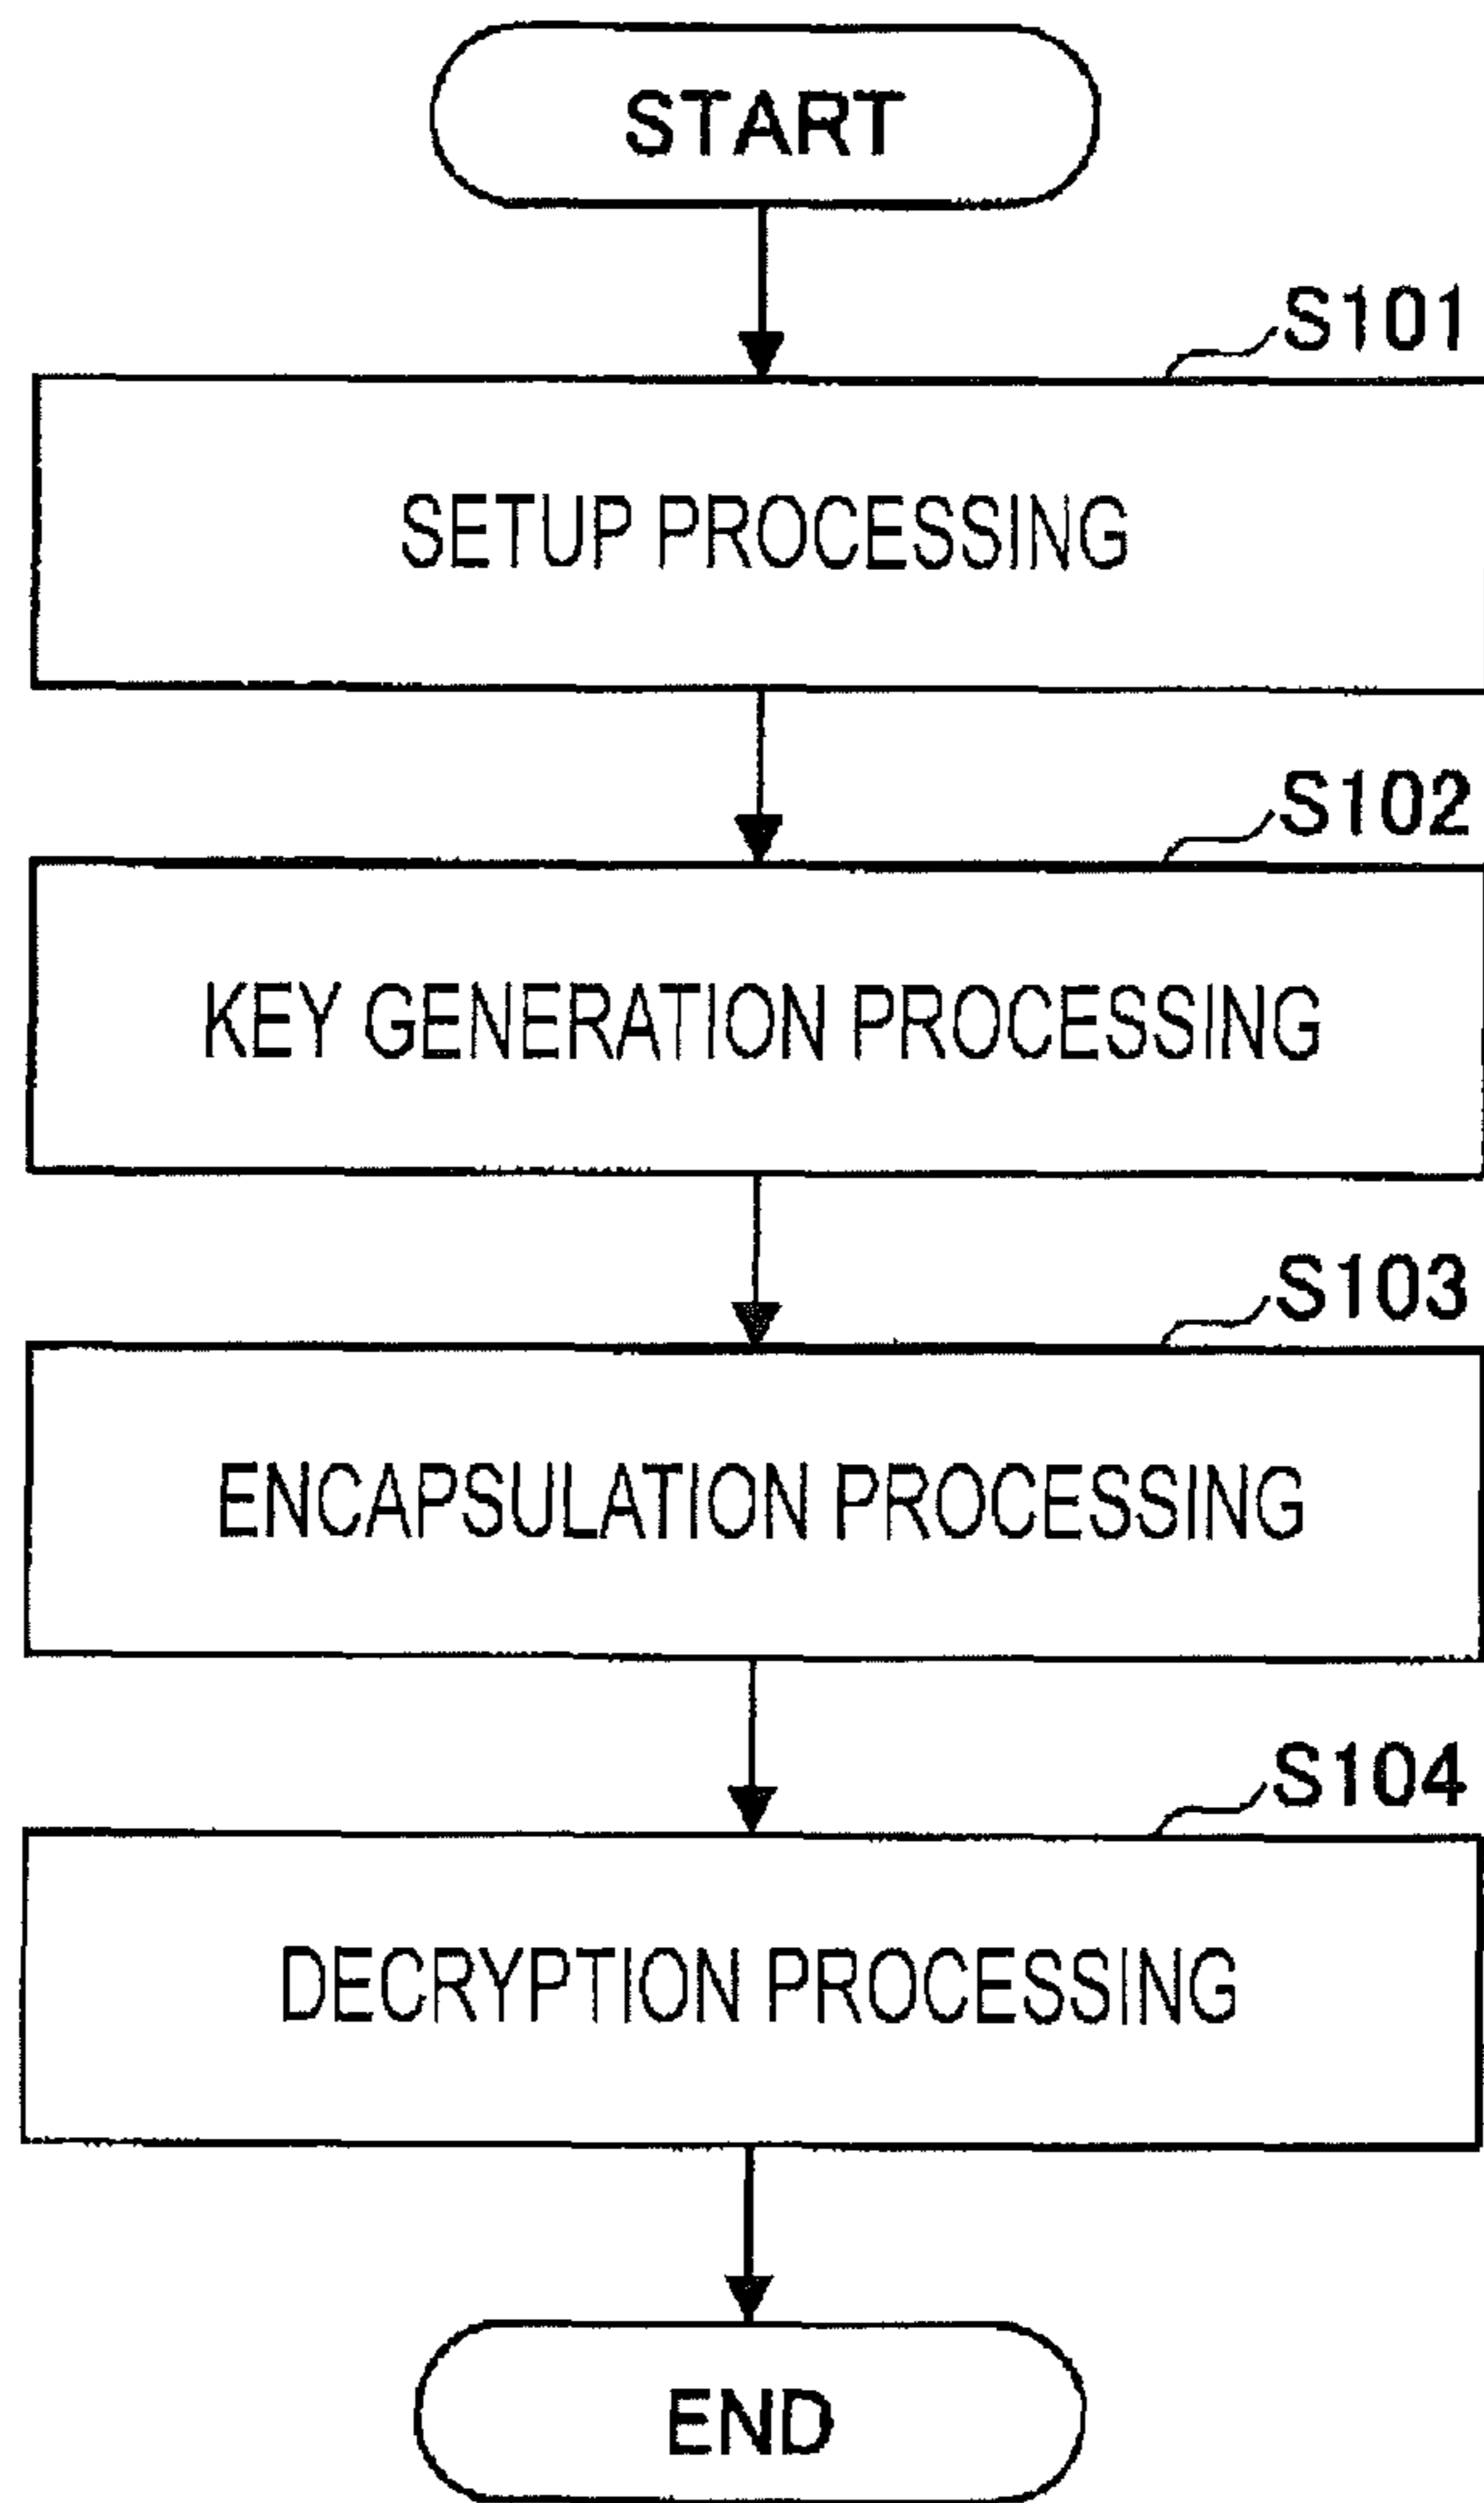 START
S101
SETUP PROCESSING
S102
KEY GENERATION PROCESSING
S103
ENCAPSULATION PROCESSING
S104
DECRYPTION PROCESSING
END